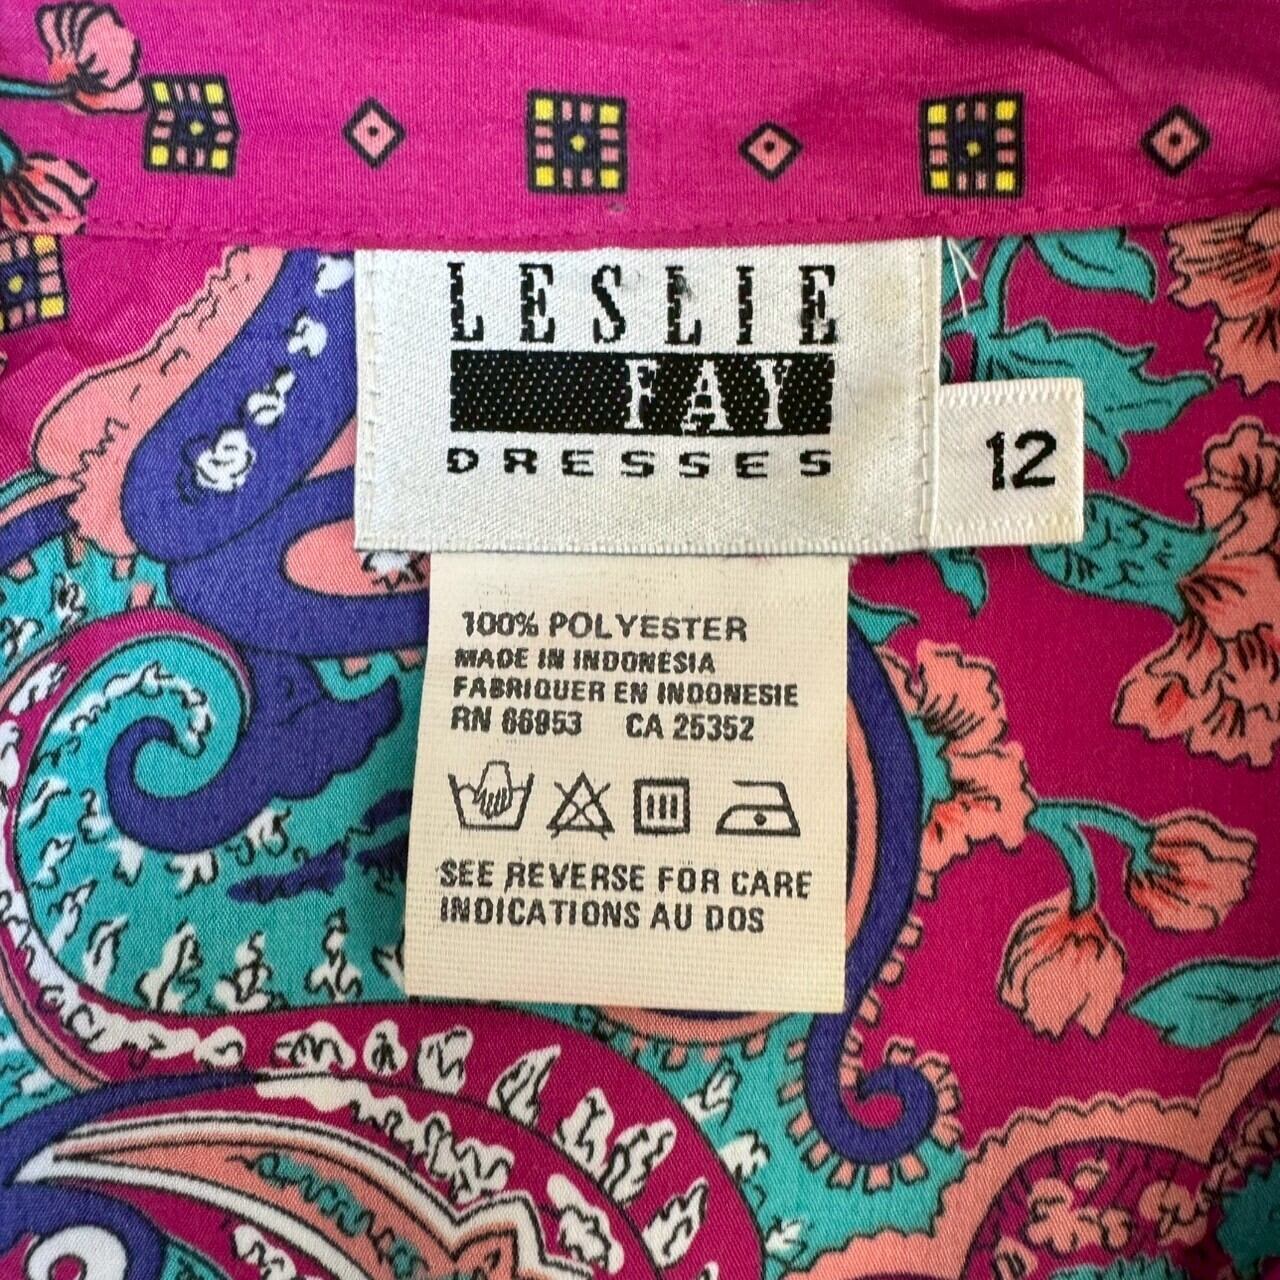 LESLIE
FAY
DRESSES
12
100% POLYESTER
MADE IN INDONESIA
FABRIQUER EN INDONESIE
RN 66953 CA 25352
SEE REVERSE FOR CARE
INDICATIONS AU DOS